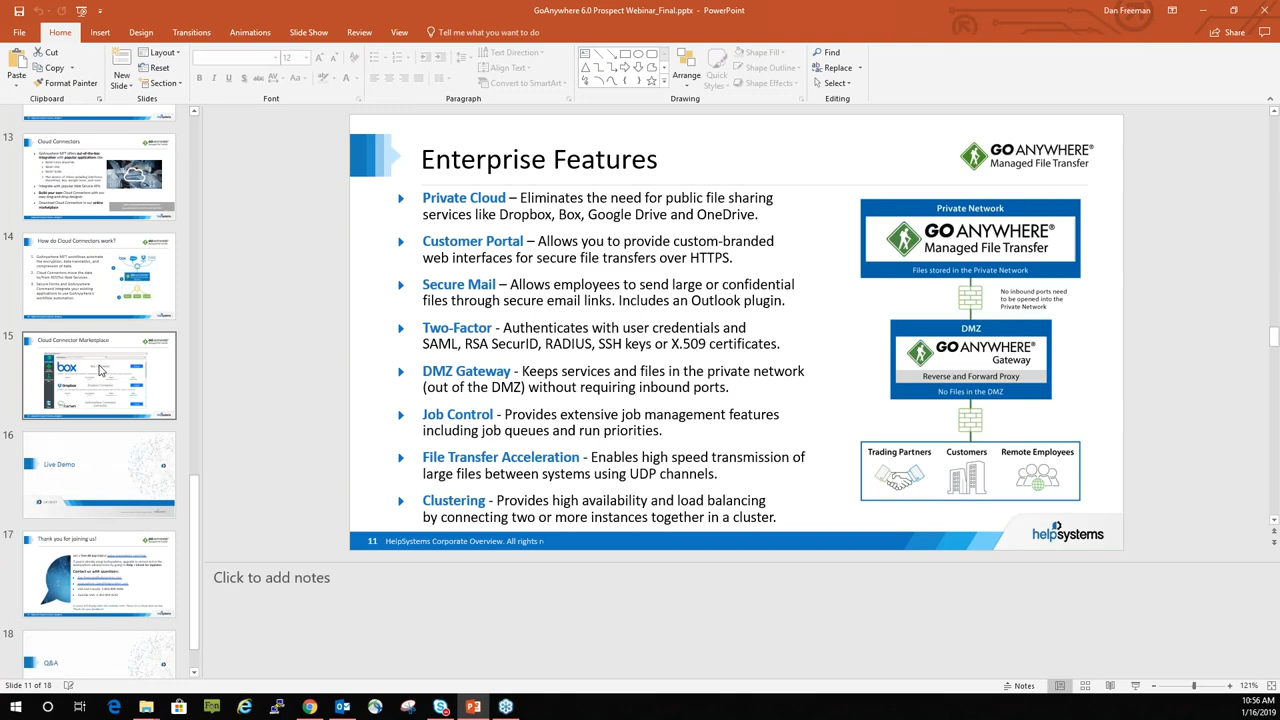 GoAnywhere 6.0 Prospect Webinar_Final.pptx - PowerPoint
Dan Freeman
File Home Insert Design Transitions Animations Slide Show Review View Tell me what you want to do
Share
Paste
Cut
Copy
Format Painter
Clipboard
New Slide
Layout
Reset
Section
Slides
12
Font
Text Direction
Align Text
Convert to SmartArt
Paragraph
Arrange
Quick Styles
Shape Fill
Shape Outline
Shape Effects
Drawing
Find
Replace
Select
Editing
13
Cloud Connectors
14
How do Cloud Connectors work?
15
Cloud Connector Marketplace
box
16
Live Demo
17
Thank you for joining us!
18
Q&A
Enterprise Features
GOANYWHERE®
Managed File Transfer
Private Cloud – Eliminates the need for public file sharing
services like Dropbox, Box, Google Drive and OneDrive.
Customer Portal – Allows you to provide custom-branded
web interfaces for secure file transfers over HTTPS.
Secure Mail – Allows employees to send large or confidential
files through secure email links. Includes an Outlook plugin.
Two-Factor - Authenticates with user credentials and
SAML, RSA SecurID, RADIUS, SSH keys or X.509 certificates.
DMZ Gateway - Keeps services and files in the private network
(out of the DMZ) without requiring inbound ports.
Job Control - Provides extensive job management features
including job queues and run priorities.
File Transfer Acceleration - Enables high speed transmission of
large files between systems using UDP channels.
Clustering - Provides high availability and load balancing
by connecting two or more instances together in a cluster.
Private Network
GOANYWHERE®
Managed File Transfer
Files stored in the Private Network
No inbound ports need
to be opened into the
Private Network
DMZ
GOANYWHERE®
Gateway
Reverse and Forward Proxy
No Files in the DMZ
Trading Partners Customers Remote Employees
11 HelpSystems Corporate Overview. All rights r
helpsystems
Click to add notes
Slide 11 of 18
Notes
121%
10:56 AM
1/16/2019